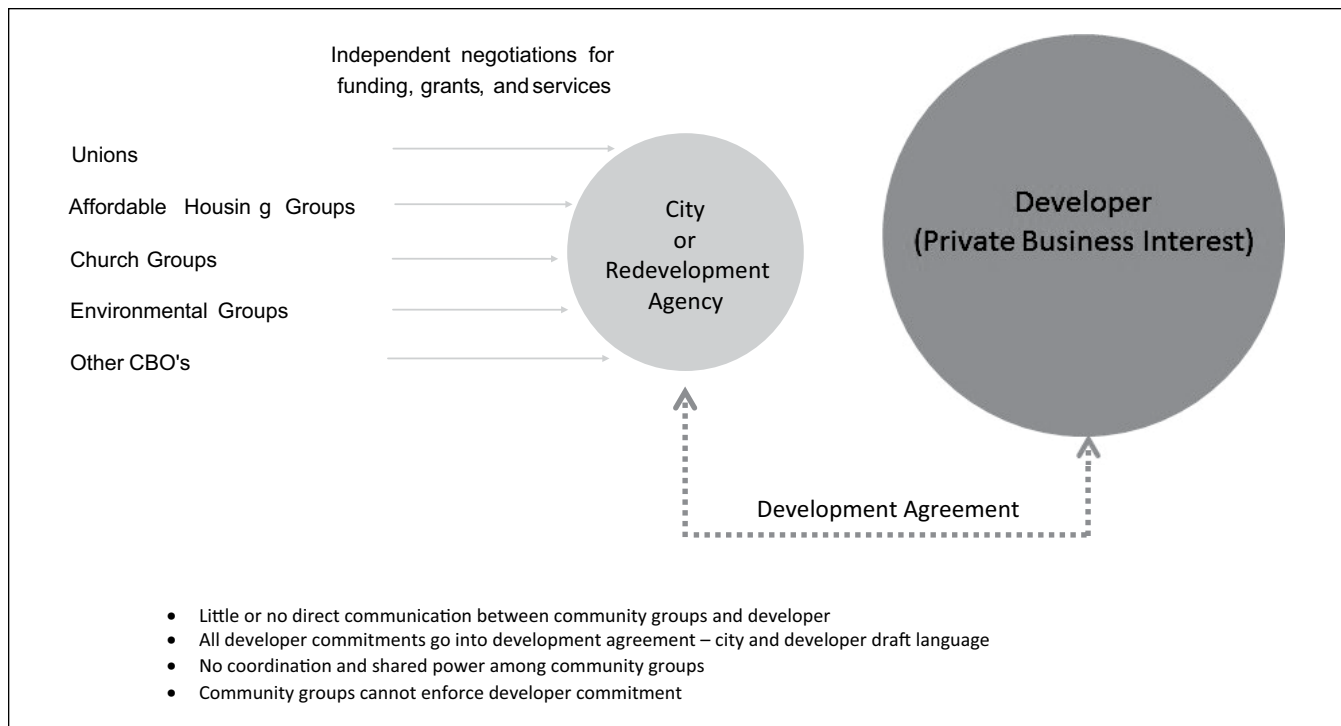 Independent negotiations for
funding, grants, and services
Unions
Affordable Housin g Groups
Church Groups
Environmental Groups
Other CBO's
City
or
Redevelopment
Agency
Developer
(Private Business Interest)
Development Agreement
• Little or no direct communication between community groups and developer
• All developer commitments go into development agreement – city and developer draft language
• No coordination and shared power among community groups
• Community groups cannot enforce developer commitment